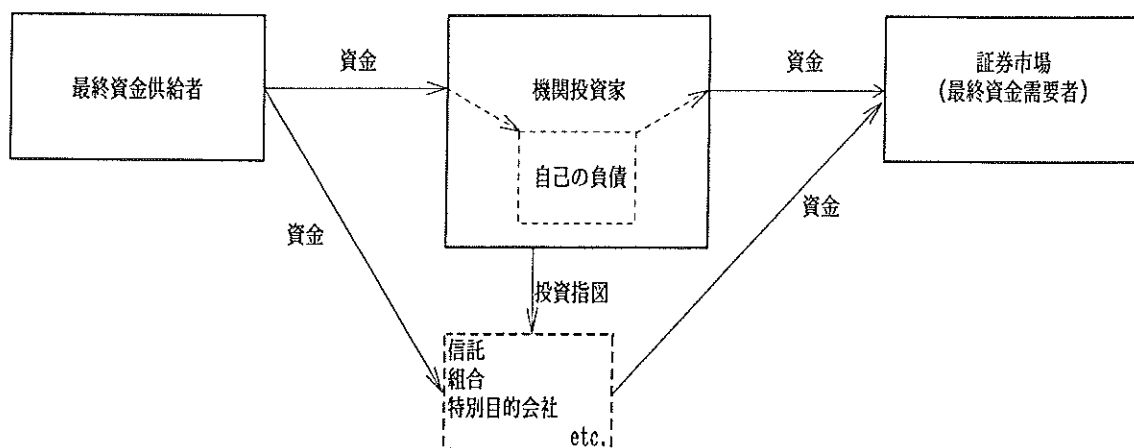 最終資金供給者
資金
機関投資家
自己の負債
資金
証券市場
(最終資金需要者)
資金
資金
投資指図
信託
組合
特別目的会社
etc.